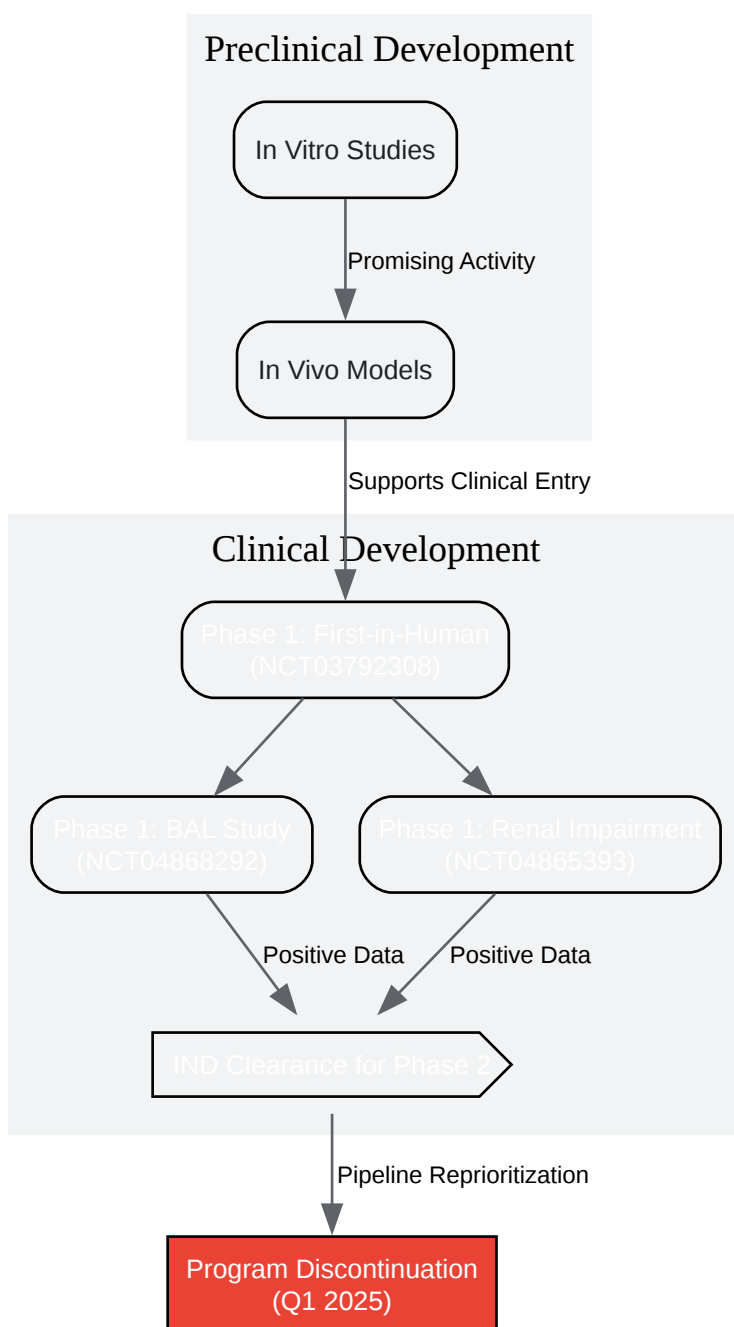 Preclinical Development
In Vitro Studies
Promising Activity
In Vivo Models
Supports Clinical Entry
Clinical Development
Phase 1: First-in-Human
(NCT03792308)
Phase 1: BAL Study
(NCT04868292)
Phase 1: Renal Impairment
(NCT04865393)
Positive Data
Positive Data
IND Clearance for Phase 2
Pipeline Reprioritization
Program Discontinuation
(Q1 2025)